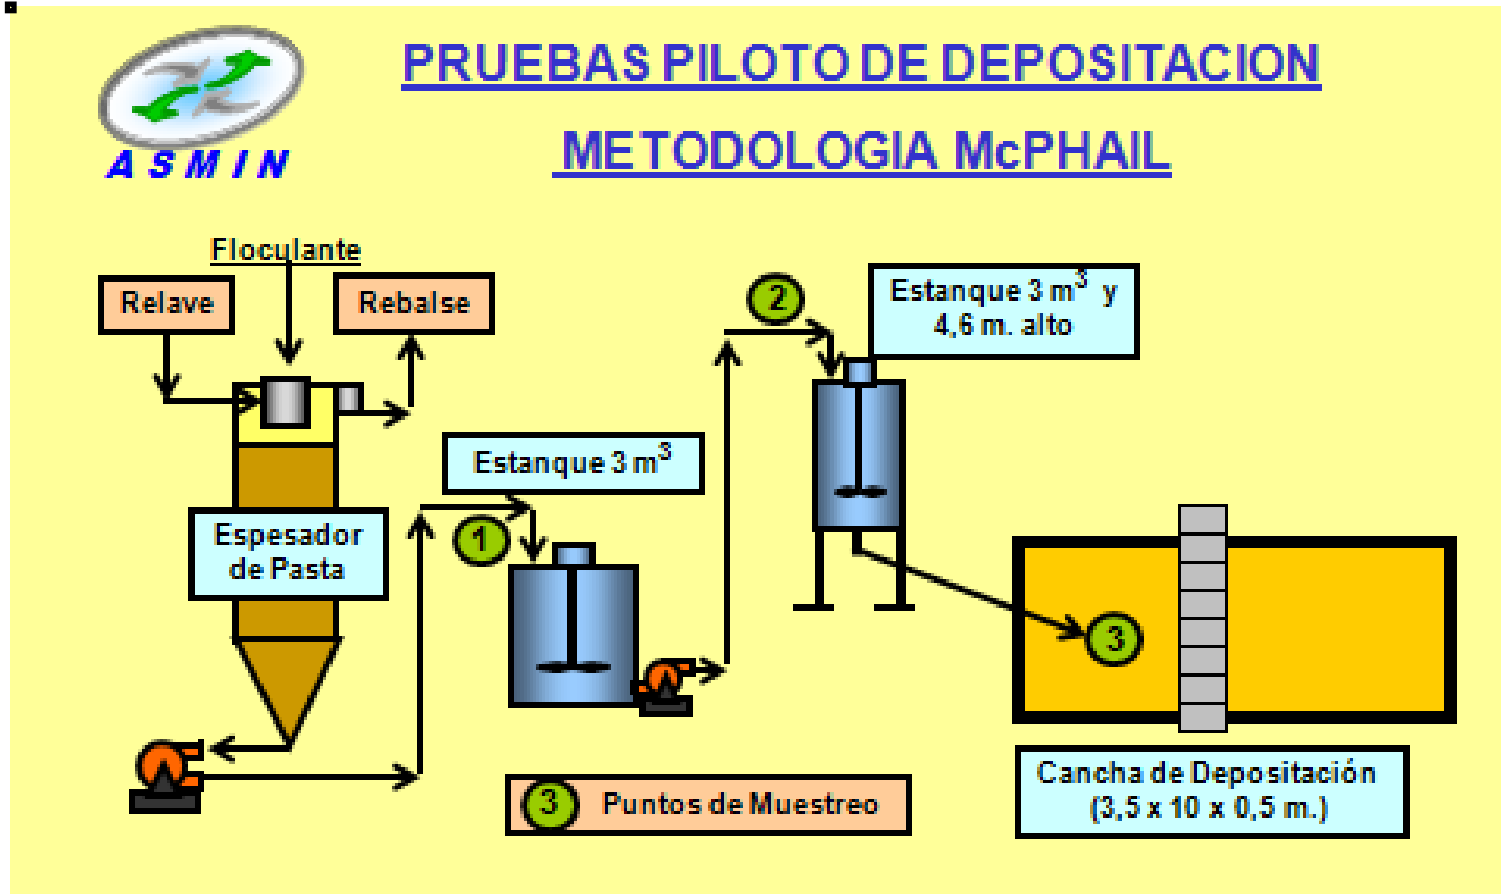 PRUEBAS PILOTO DE DEPOSITACION
METODOLOGIA McPHAIL
ASMIN
Floculante
Relave
Rebalse
2
Estanque 3 m³ y
4,6 m. alto
Estanque 3 m³
1
Espesador
de Pasta
3
3 Puntos de Muestreo
Cancha de Depositación
(3,5 x 10 x 0,5 m.)